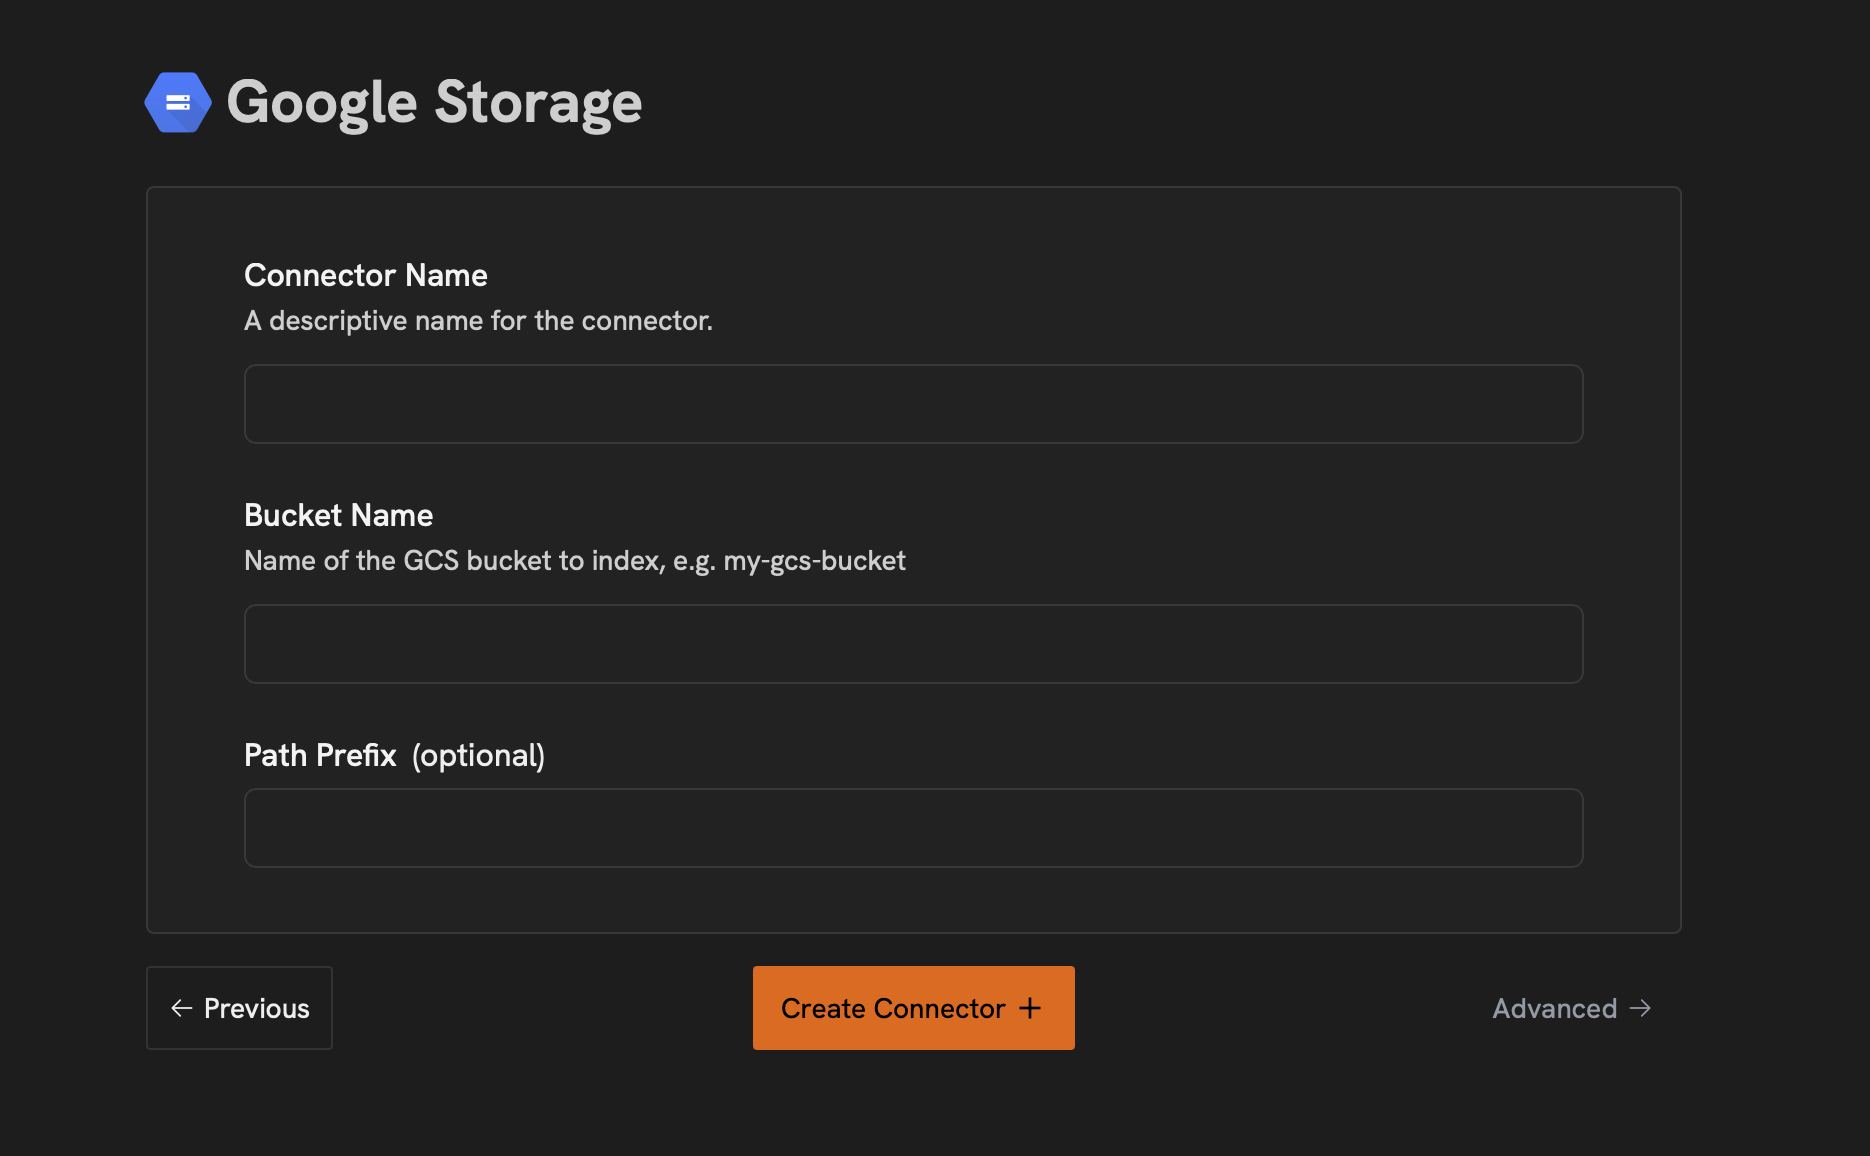 Google Storage
Connector Name
A descriptive name for the connector.
Bucket Name
Name of the GCS bucket to index, e.g. my-gcs-bucket
Path Prefix (optional)
← Previous
Create Connector +
Advanced →